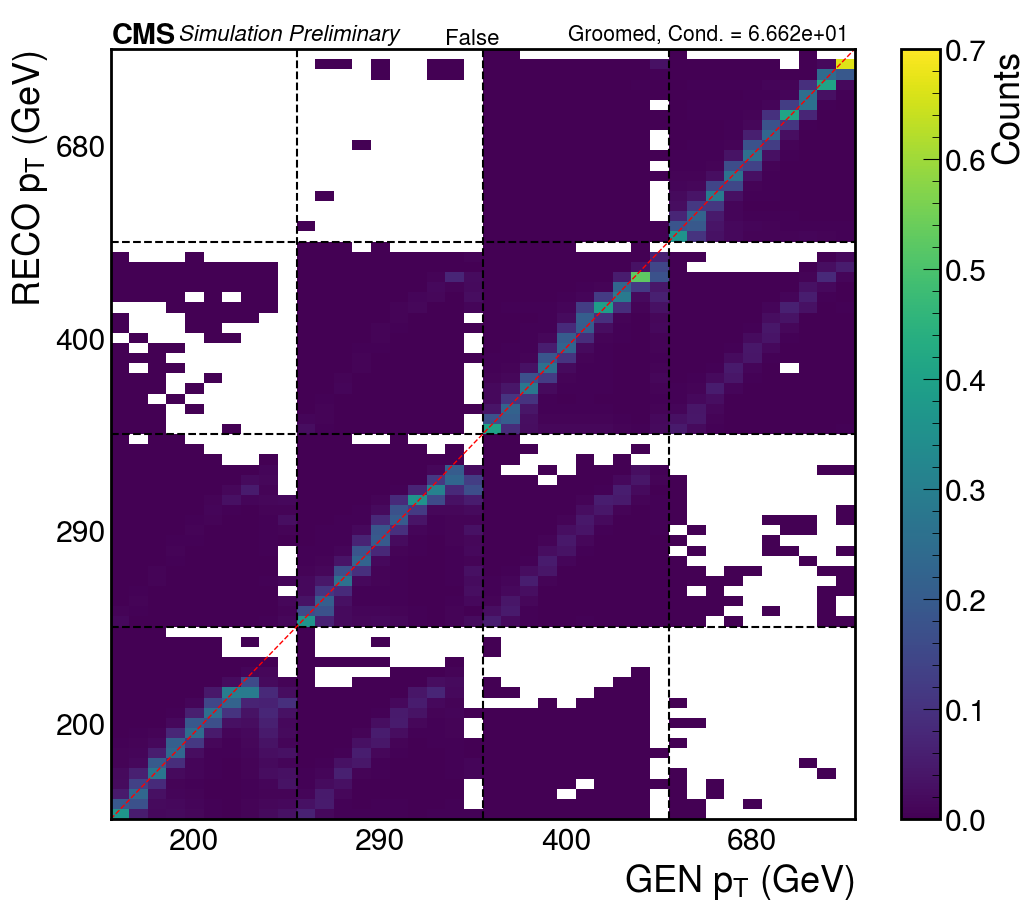 CMS Simulation Preliminary False Groomed, Cond. = 6.662e+01
RECO pT (GeV)
680
400
290
200
200 290 400 680
GEN pT (GeV)
0.7
0.6
0.5
0.4
0.3
0.2
0.1
0.0
Counts